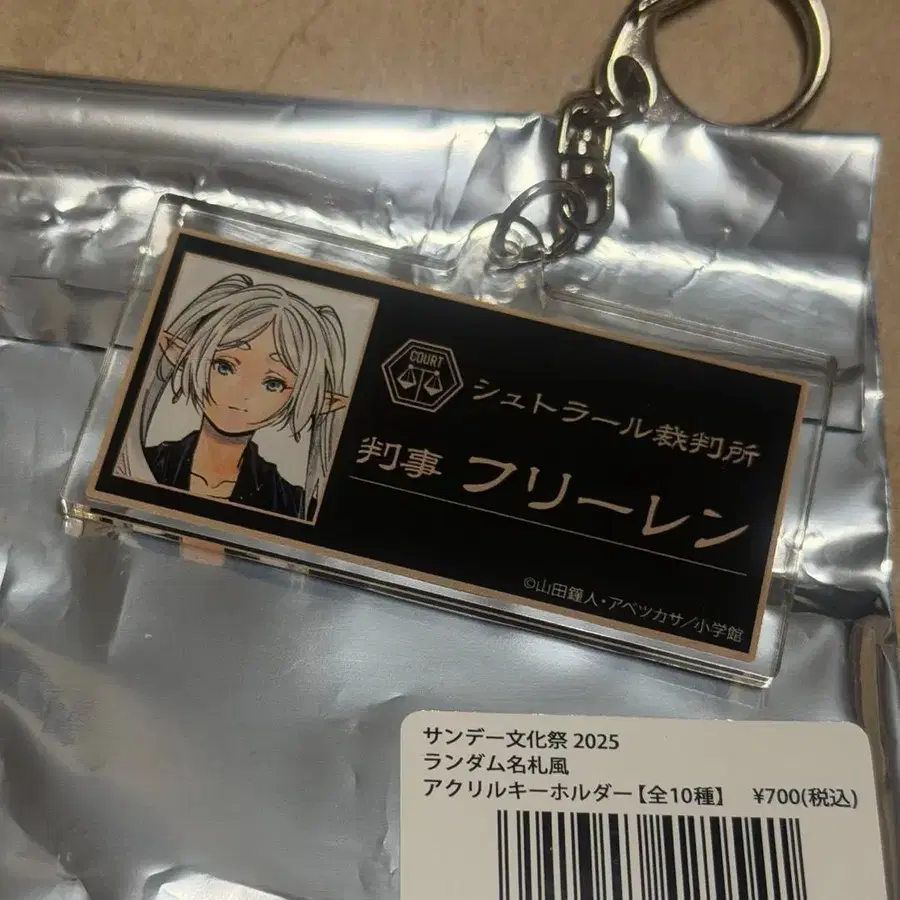 COURT
シュトラール裁判所
判事 フリーレン
©山田鐘人・アベツカサ/小学館
サンデー文化祭 2025
ランダム名札風
アクリルキーホルダー【全10種】 ¥700(税込)